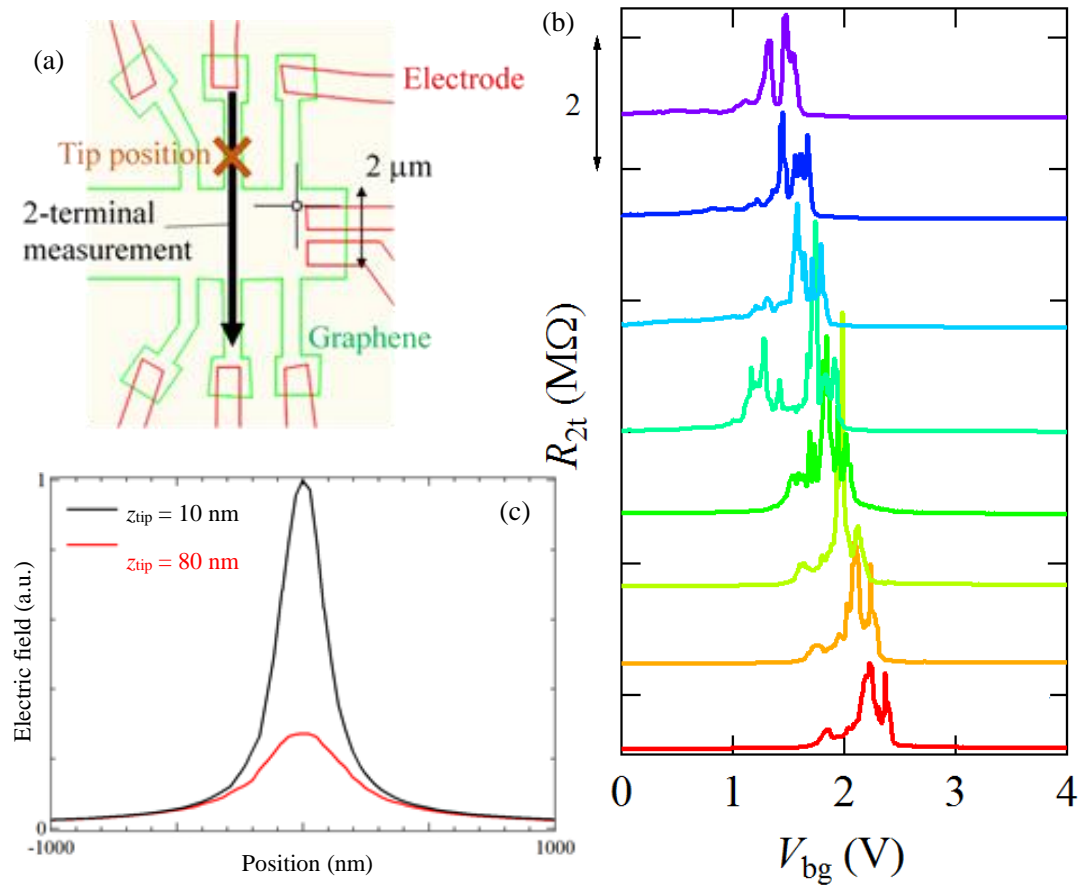 (a)
Electrode
Tip position
2 μm
2-terminal
measurement
Graphene
(b)
2
R2t (MΩ)
0 1 2 3 4
Vbg (V)
(c)
1
ztip = 10 nm
ztip = 80 nm
Electric field (a.u.)
0
-1000 1000
Position (nm)